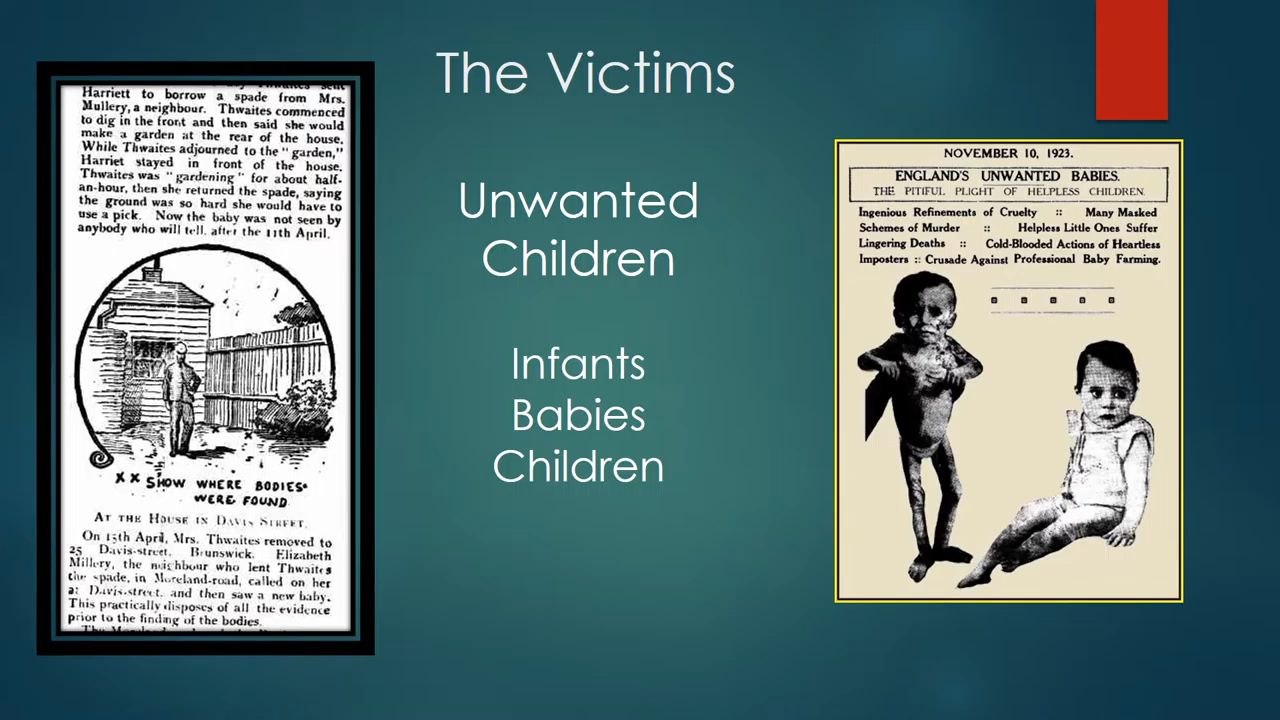 The Victims
Unwanted
Children
Infants
Babies
Children
Harriett to borrow a spade from Mrs.
Mullery, a neighbour. Thwaites commenced
to dig in the front and then said she would
make a garden at the rear of the house.
While Thwaites adjourned to the "garden,"
Harriet stayed in front of the house.
Thwaites was "gardening" for about half-
an-hour, then she returned the spade, saying
the ground was so hard she would have to
use a pick. Now the baby was not seen by
anybody who will tell, after the 11th April.
X X SHOW WHERE BODIES
WERE FOUND.
AT THE HOUSE IN DAVIS STREET.
On 15th April, Mrs. Thwaites removed to
25 Davis-street, Brunswick. Elizabeth
Millery, the neighbour who lent Thwaites
the spade, in Moreland-road, called on her
at Davis-street, and then saw a new baby.
This practically disposes of all the evidence
prior to the finding of the bodies.
NOVEMBER 10, 1923.
ENGLAND'S UNWANTED BABIES.
THE PITIFUL PLIGHT OF HELPLESS CHILDREN.
Ingenious Refinements of Cruelty :: Many Masked
Schemes of Murder :: Helpless Little Ones Suffer
Lingering Deaths :: Cold-Blooded Actions of Heartless
Imposters :: Crusade Against Professional Baby Farming.